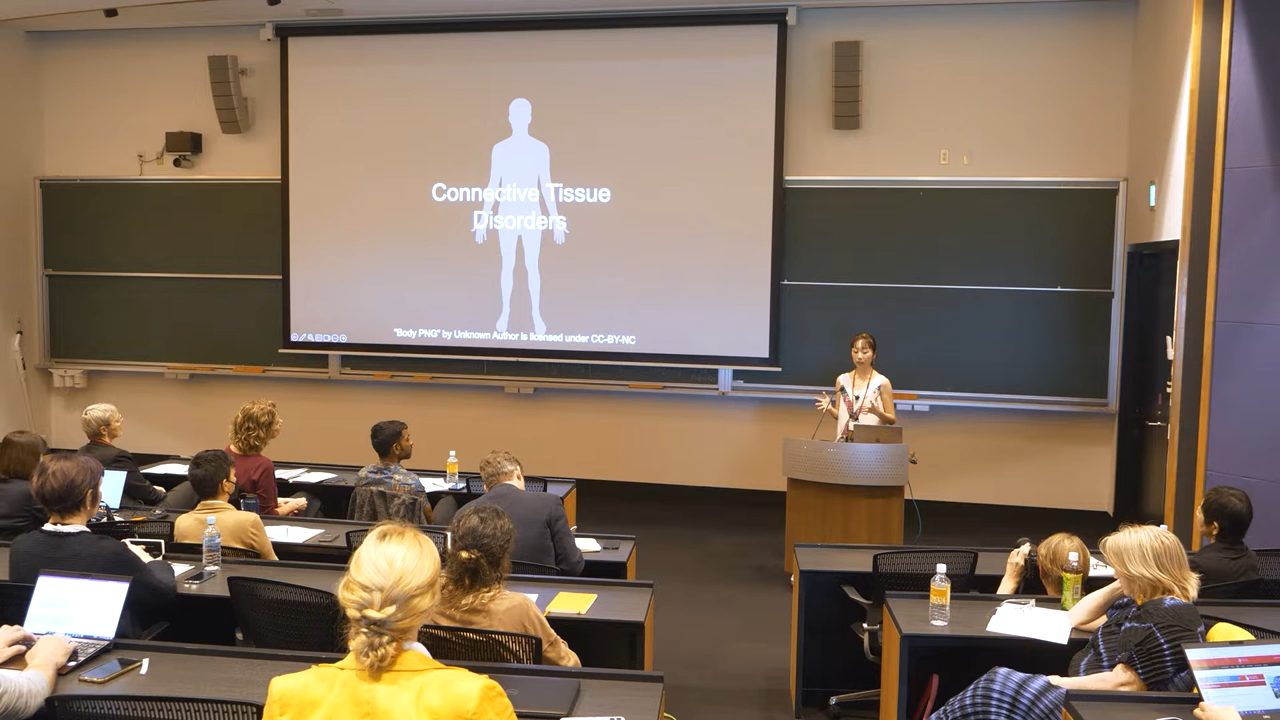 Connective Tissue
Disorders
"Body PNG" by Unknown Author is licensed under CC-BY-NC